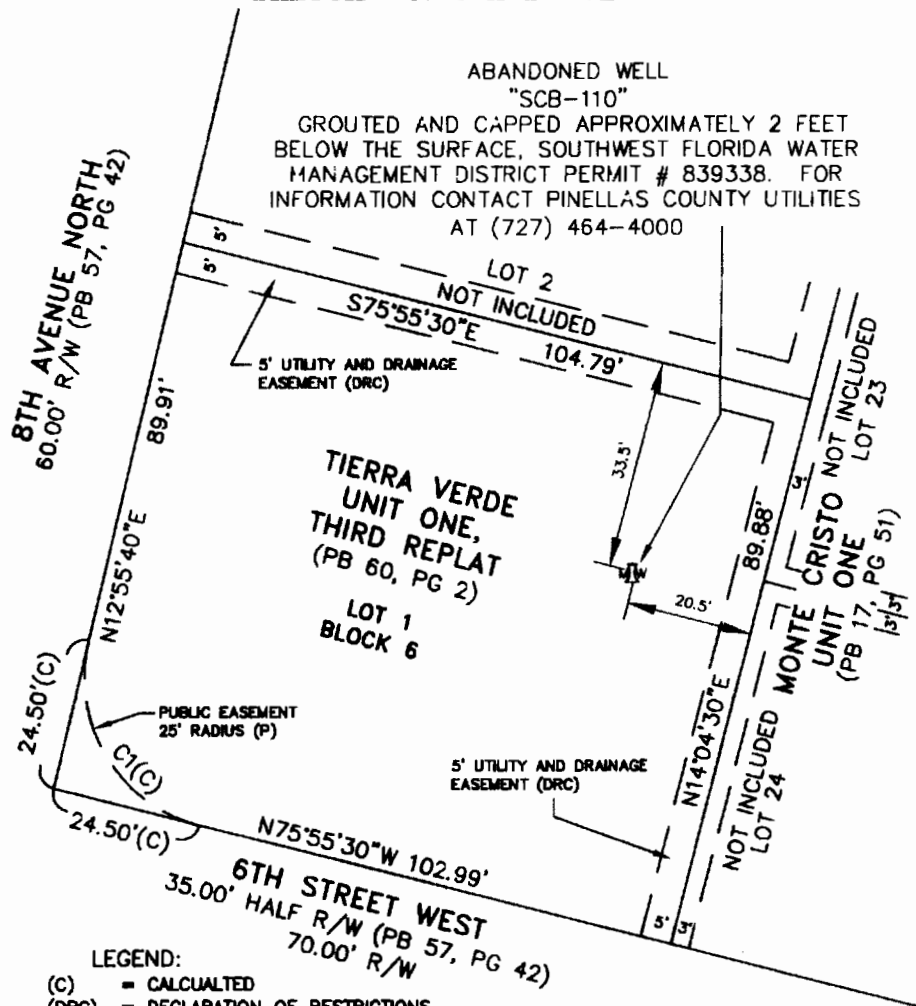 ABANDONED WELL
"SCB-110"
GROUTED AND CAPPED APPROXIMATELY 2 FEET
BELOW THE SURFACE, SOUTHWEST FLORIDA WATER
MANAGEMENT DISTRICT PERMIT # 839338. FOR
INFORMATION CONTACT PINELLAS COUNTY UTILITIES
AT (727) 464-4000
8TH AVENUE NORTH
60.00' R/W (PB 57, PG 42)
5'
5'
LOT 2
NOT INCLUDED
S75°55'30"E
104.79'
5' UTILITY AND DRAINAGE
EASEMENT (DRC)
89.91'
N12°55'40"E
TIERRA VERDE
UNIT ONE,
THIRD REPLAT
(PB 60, PG 2)
LOT 1
BLOCK 6
33.5'
MW
20.5'
89.88'
3'
NOT INCLUDED
LOT 23
MONTE CRISTO
UNIT ONE
(PB 17, PG 51)
3' 3'
N14°04'30"E
NOT INCLUDED
LOT 24
24.50'(C)
PUBLIC EASEMENT
25' RADIUS (P)
C1(C)
24.50'(C)
5' UTILITY AND DRAINAGE
EASEMENT (DRC)
N75°55'30"W 102.99'
6TH STREET WEST
35.00' HALF R/W (PB 57, PG 42)
70.00' R/W
5' 3'
LEGEND:
(C) = CALCUALTED
(DRC) = DECLARATION OF RESTRICTIONS